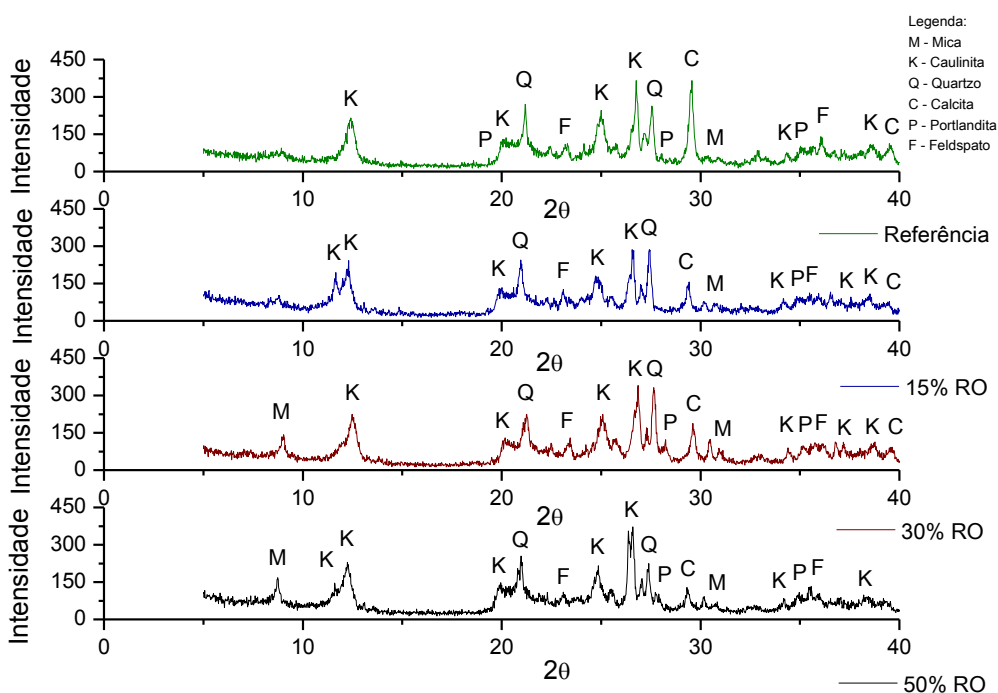 Legenda:
M - Mica
K - Caulinita
Q - Quartzo
C - Calcita
P - Portlandita
F - Feldspato
Intensidade
450
300
150
0
K
P
K
Q
F
K
K
Q
P
C
M
K
P
F
K
C
10
20
30
40
2θ
Referência
Intensidade
450
300
150
0
K
K
K
Q
F
K
K
Q
C
M
K
P
F
K
K
C
0
10
20
30
40
2θ
15% RO
Intensidade
450
300
150
0
M
K
K
Q
F
K
K
Q
P
C
M
K
P
F
K
K
C
0
10
20
30
40
2θ
30% RO
Intensidade
450
300
150
0
M
K
K
K
Q
F
K
K
Q
P
C
M
K
P
F
K
0
10
20
30
40
2θ
50% RO